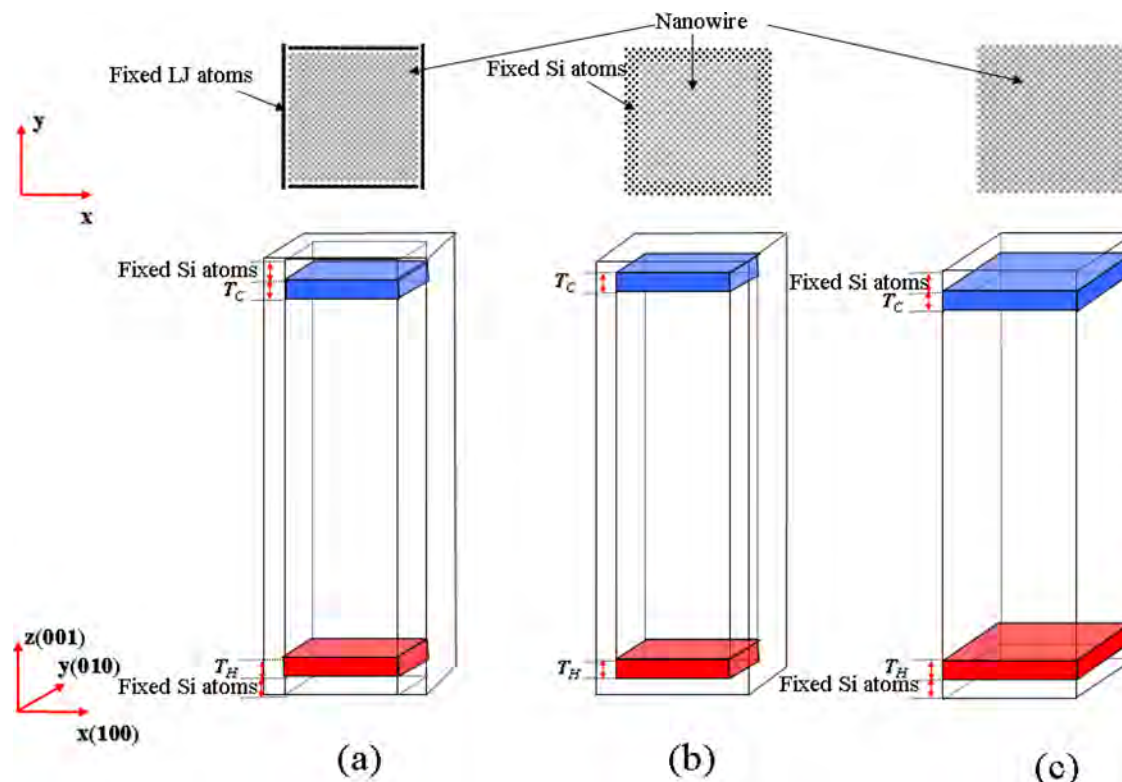 Nanowire
Fixed LJ atoms
Fixed Si atoms
y
x
Fixed Si atoms
T_C
T_C
Fixed Si atoms
T_C
z(001)
y(010)
x(100)
T_H
Fixed Si atoms
T_H
T_H
Fixed Si atoms
(a)
(b)
(c)